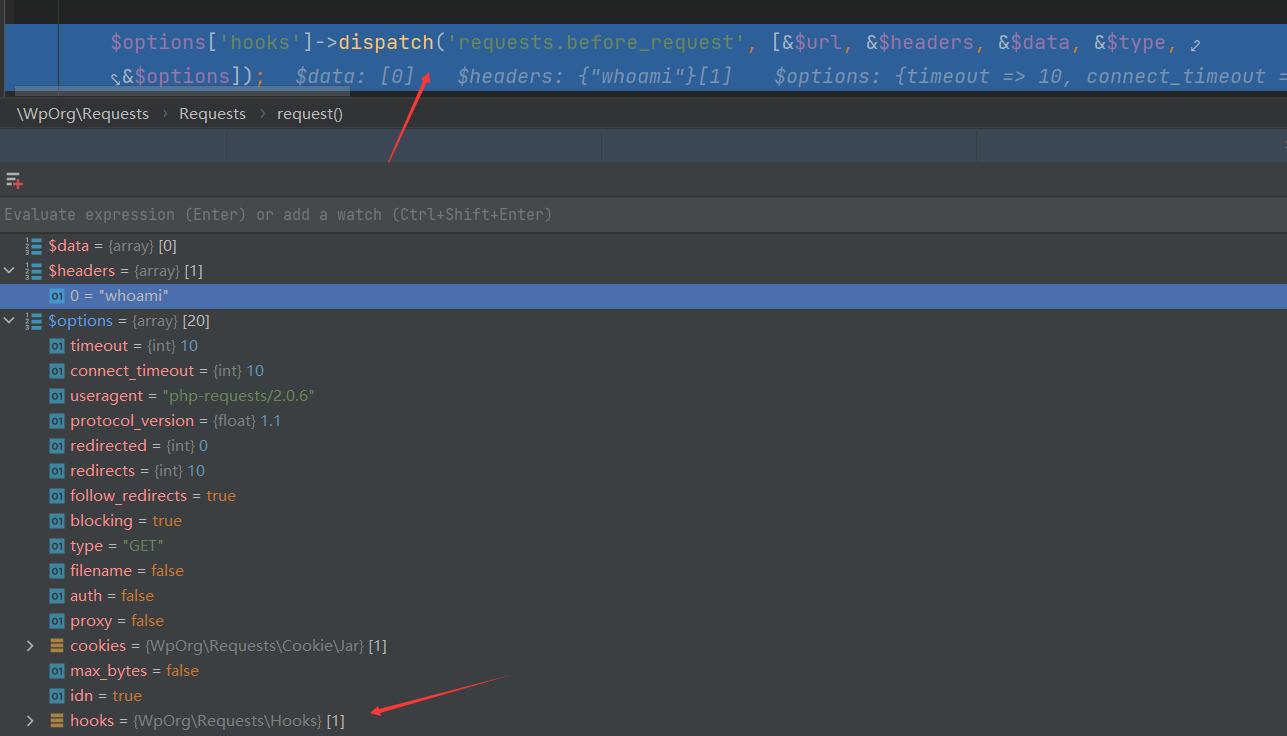 $options['hooks']->dispatch('requests.before_request', [&$url, &$headers, &$data, &$type,
&$options]); $data: [0] $headers: {"whoami"}[1] $options: {timeout => 10, connect_timeout =
\WpOrg\Requests › Requests › request()
Evaluate expression (Enter) or add a watch (Ctrl+Shift+Enter)
$data = {array} [0]
$headers = {array} [1]
0 = "whoami"
$options = {array} [20]
timeout = {int} 10
connect_timeout = {int} 10
useragent = "php-requests/2.0.6"
protocol_version = {float} 1.1
redirected = {int} 0
redirects = {int} 10
follow_redirects = true
blocking = true
type = "GET"
filename = false
auth = false
proxy = false
cookies = {WpOrg\Requests\Cookie\Jar} [1]
max_bytes = false
idn = true
hooks = {WpOrg\Requests\Hooks} [1]